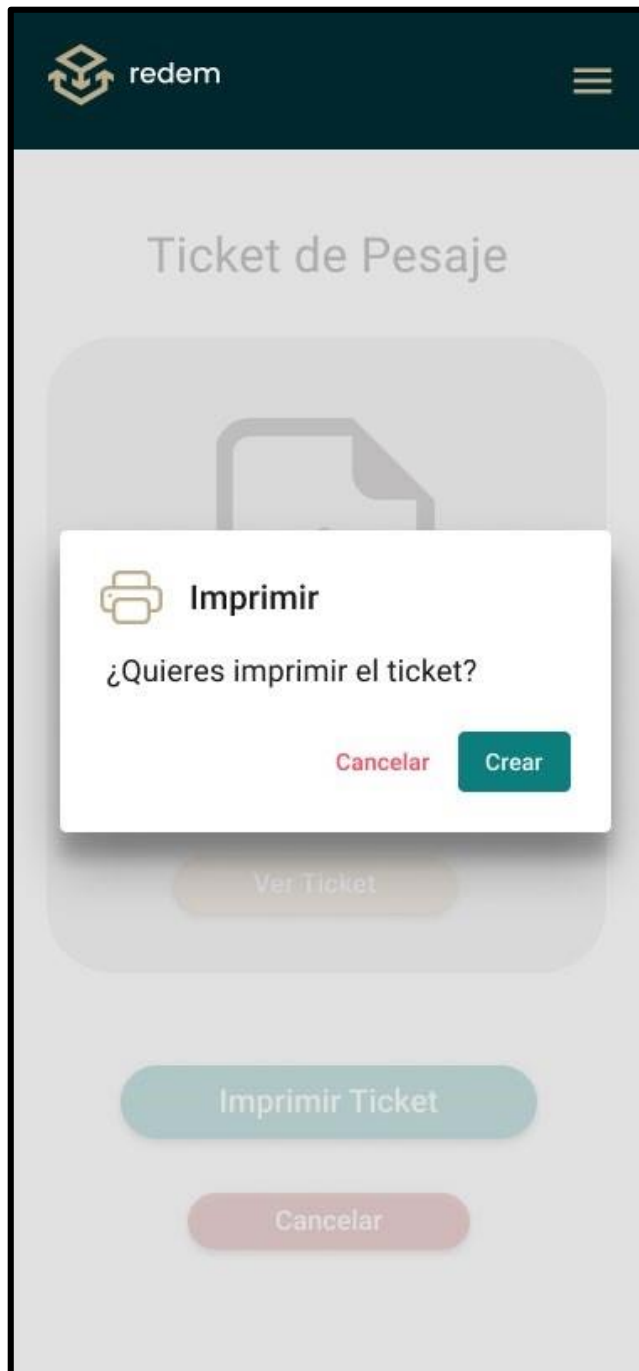 redem
Ticket de Pesaje
Imprimir
¿Quieres imprimir el ticket?
Cancelar Crear
Ver Ticket
Imprimir Ticket
Cancelar